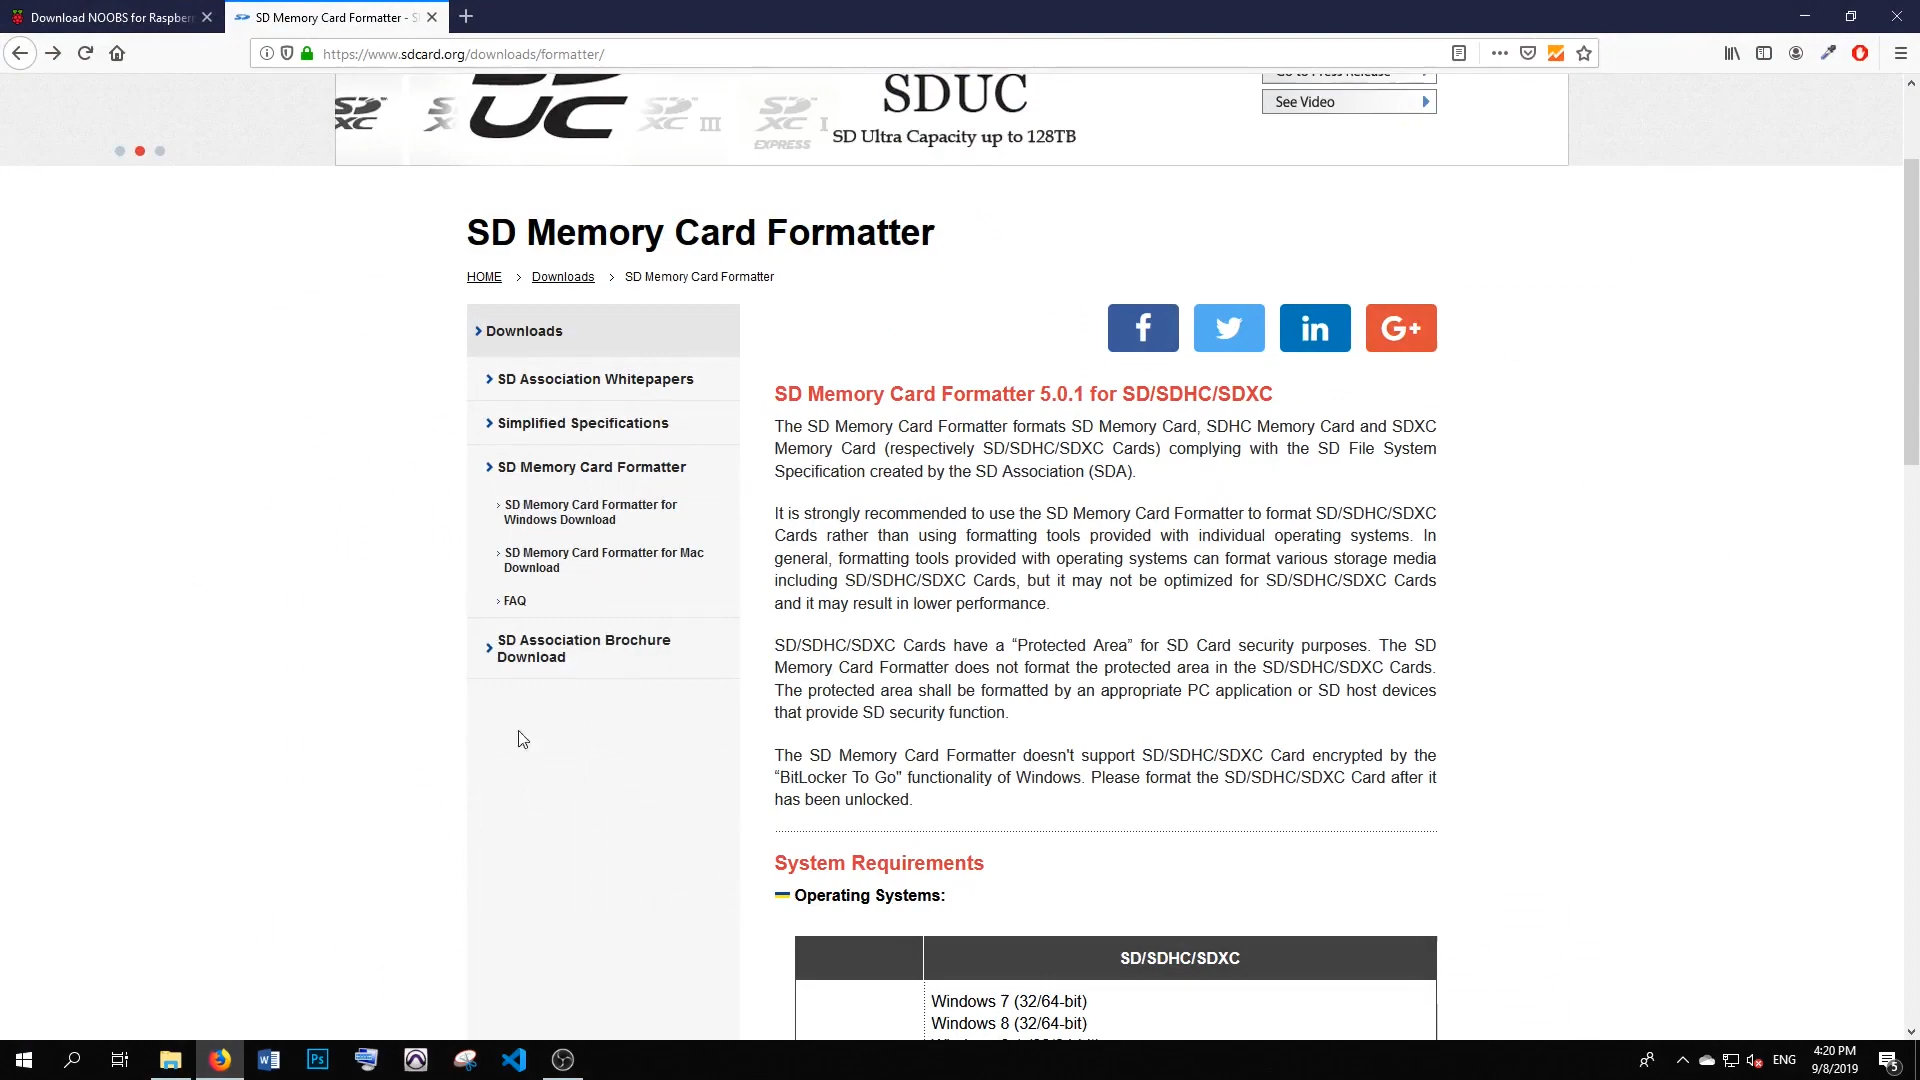 Download NOOBS for Raspber
SD Memory Card Formatter - S
https://www.sdcard.org/downloads/formatter/
SD XC
UC
SD XC III
SD XC I
EXPRESS
SDUC
SD Ultra Capacity up to 128TB
See Video
SD Memory Card Formatter
HOME > Downloads > SD Memory Card Formatter
Downloads
SD Association Whitepapers
Simplified Specifications
SD Memory Card Formatter
SD Memory Card Formatter for
Windows Download
SD Memory Card Formatter for Mac
Download
FAQ
SD Association Brochure
Download
f
in
G+
SD Memory Card Formatter 5.0.1 for SD/SDHC/SDXC
The SD Memory Card Formatter formats SD Memory Card, SDHC Memory Card and SDXC
Memory Card (respectively SD/SDHC/SDXC Cards) complying with the SD File System
Specification created by the SD Association (SDA).
It is strongly recommended to use the SD Memory Card Formatter to format SD/SDHC/SDXC
Cards rather than using formatting tools provided with individual operating systems. In
general, formatting tools provided with operating systems can format various storage media
including SD/SDHC/SDXC Cards, but it may not be optimized for SD/SDHC/SDXC Cards
and it may result in lower performance.
SD/SDHC/SDXC Cards have a “Protected Area” for SD Card security purposes. The SD
Memory Card Formatter does not format the protected area in the SD/SDHC/SDXC Cards.
The protected area shall be formatted by an appropriate PC application or SD host devices
that provide SD security function.
The SD Memory Card Formatter doesn't support SD/SDHC/SDXC Card encrypted by the
“BitLocker To Go" functionality of Windows. Please format the SD/SDHC/SDXC Card after it
has been unlocked.
System Requirements
Operating Systems:
SD/SDHC/SDXC
Windows 7 (32/64-bit)
Windows 8 (32/64-bit)
ENG
4:20 PM
9/8/2019
5